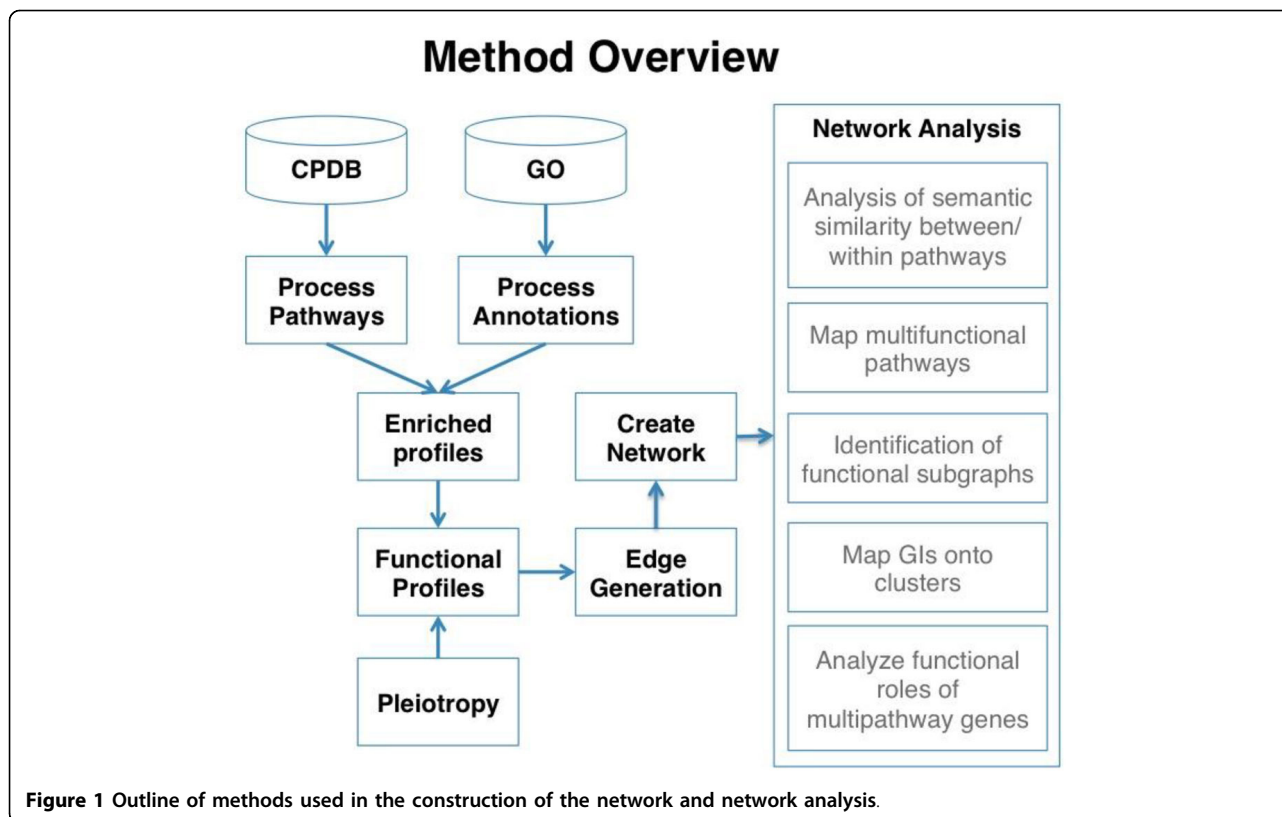 Method Overview
CPDB
GO
Process
Pathways
Process
Annotations
Enriched
profiles
Functional
Profiles
Pleiotropy
Edge
Generation
Create
Network
Network Analysis
Analysis of semantic
similarity between/
within pathways
Map multifunctional
pathways
Identification of
functional subgraphs
Map GIs onto
clusters
Analyze functional
roles of
multipathway genes
Figure 1 Outline of methods used in the construction of the network and network analysis.